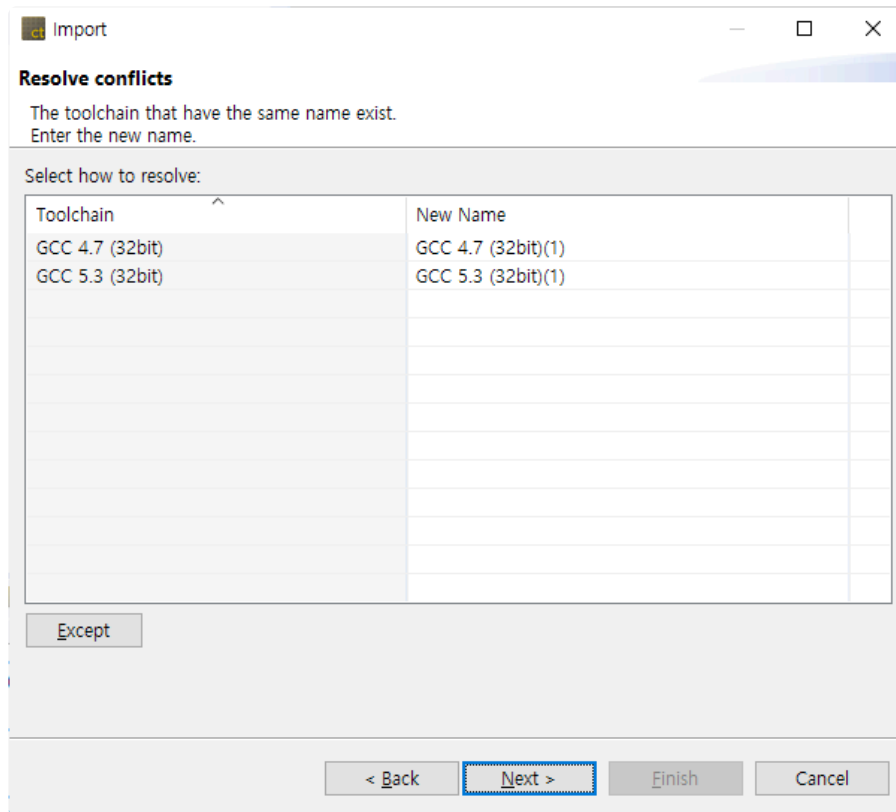 ct Import
Resolve conflicts
The toolchain that have the same name exist.
Enter the new name.
Select how to resolve:
Toolchain New Name
GCC 4.7 (32bit) GCC 4.7 (32bit)(1)
GCC 5.3 (32bit) GCC 5.3 (32bit)(1)
Except
< Back Next > Finish Cancel